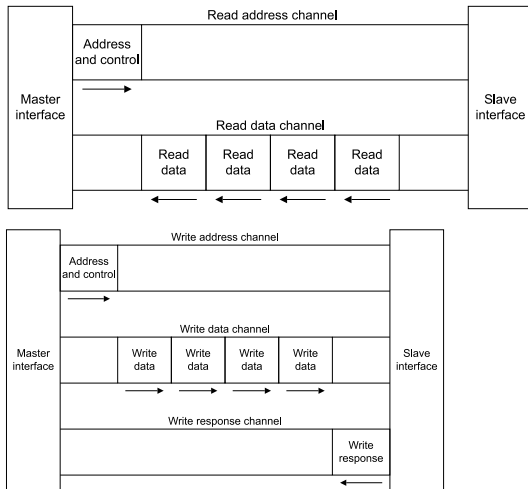 Read address channel
Address
and control
Master
interface
Slave
interface
Read data channel
Read
data
Read
data
Read
data
Read
data
Write address channel
Address
and control
Write data channel
Master
interface
Write
data
Write
data
Write
data
Write
data
Slave
interface
Write response channel
Write
response